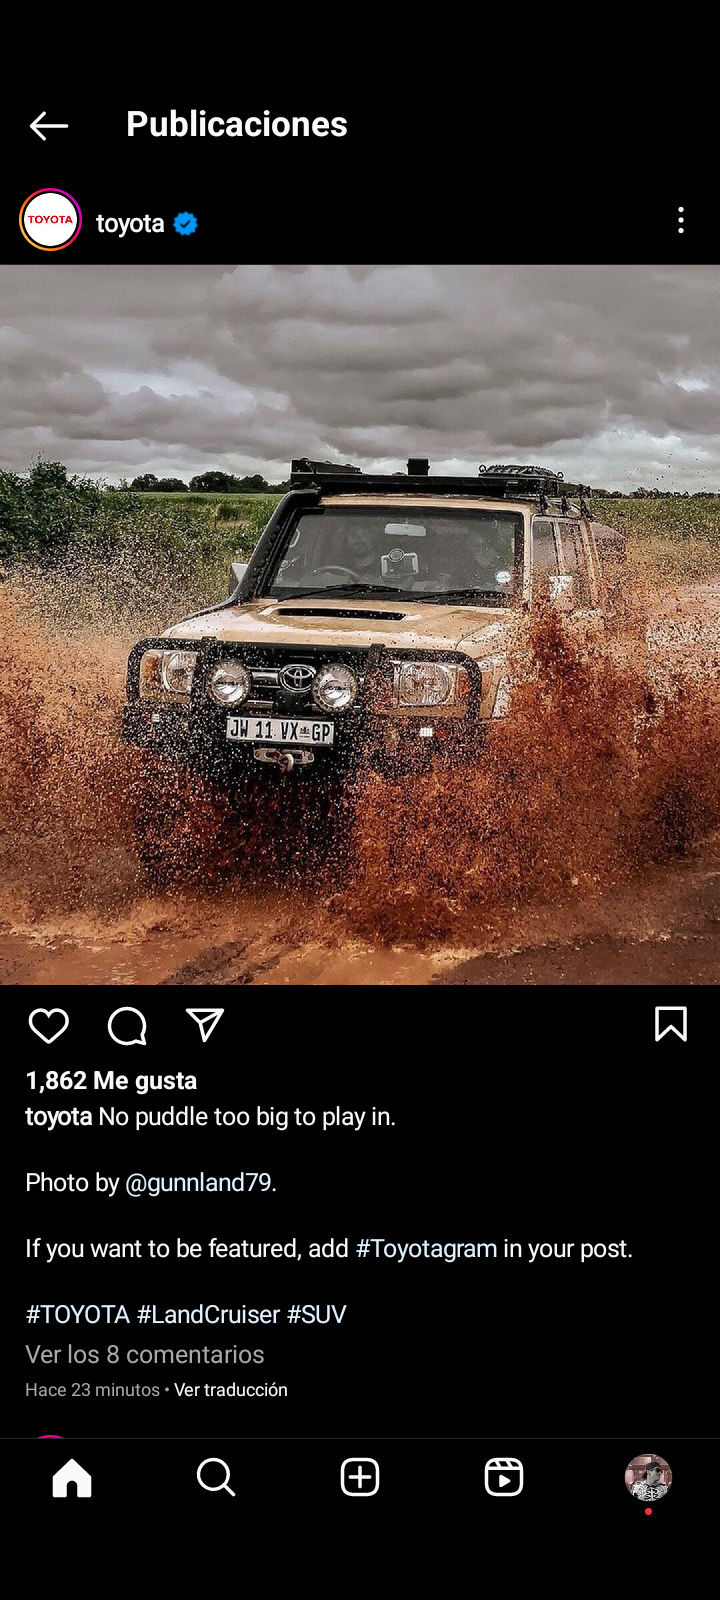 Publicaciones
TOYOTA
toyota
JW 11 VX GP
1,862 Me gusta
toyota No puddle too big to play in.
Photo by @gunnland79.
If you want to be featured, add #Toyotagram in your post.
#TOYOTA #LandCruiser #SUV
Ver los 8 comentarios
Hace 23 minutos • Ver traducción